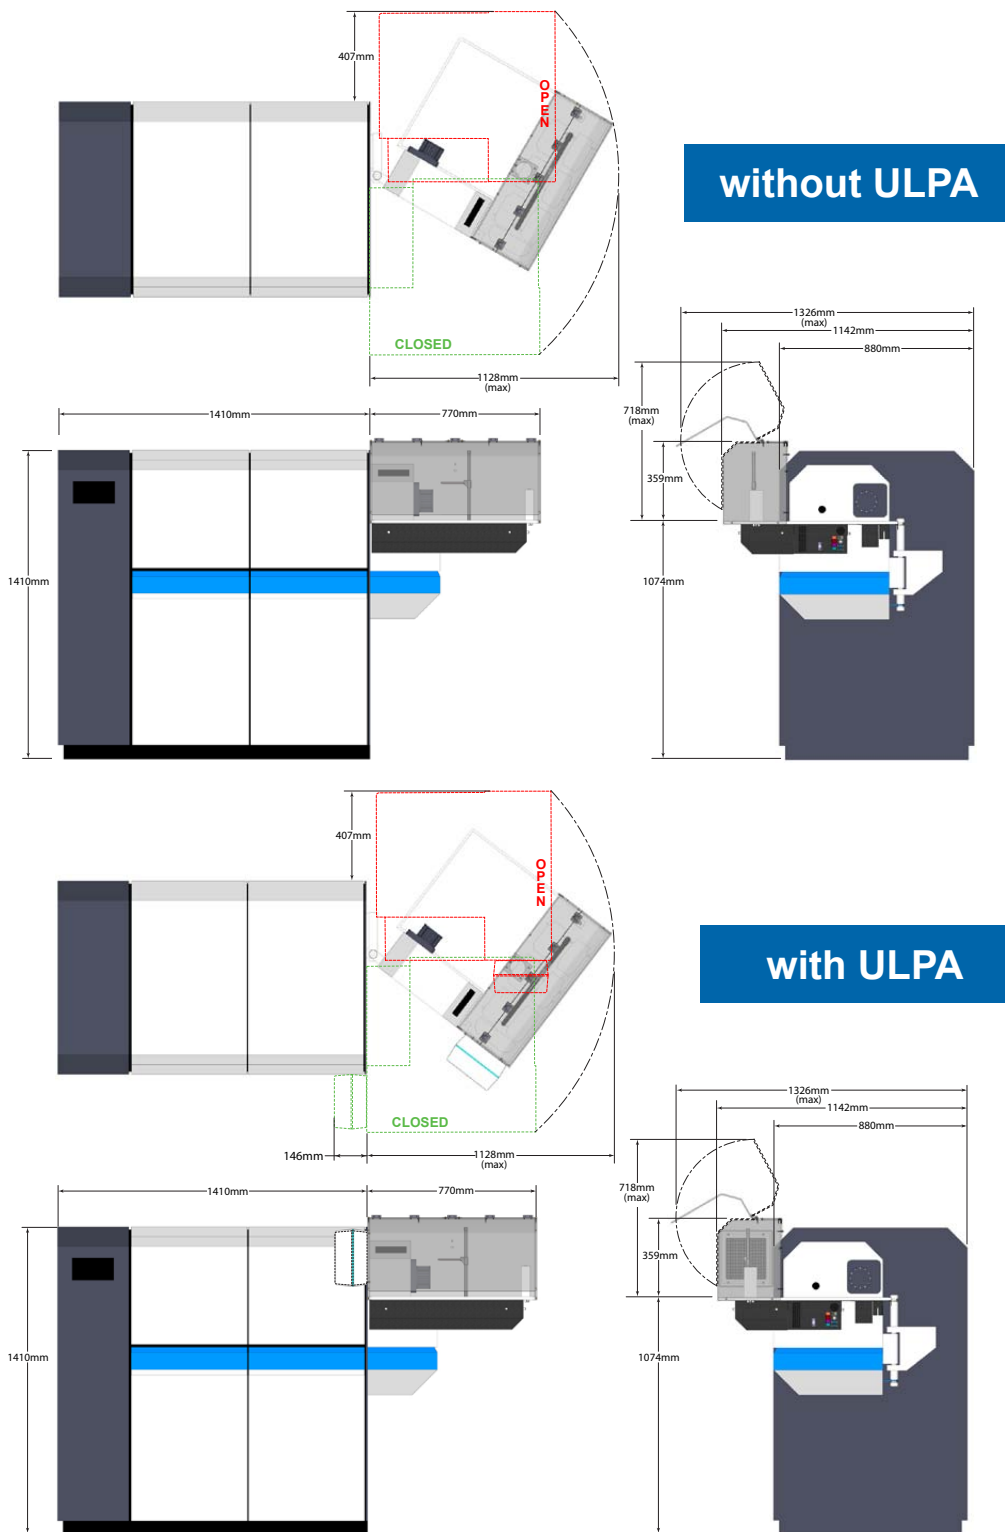 407mm
OPEN
without ULPA
CLOSED
1128mm
(max)
1326mm
(max)
1142mm
880mm
1410mm
770mm
718mm
(max)
359mm
1410mm
1074mm
407mm
OPEN
with ULPA
CLOSED
146mm
1128mm
(max)
1326mm
(max)
1142mm
880mm
1410mm
770mm
718mm
(max)
359mm
1410mm
1074mm